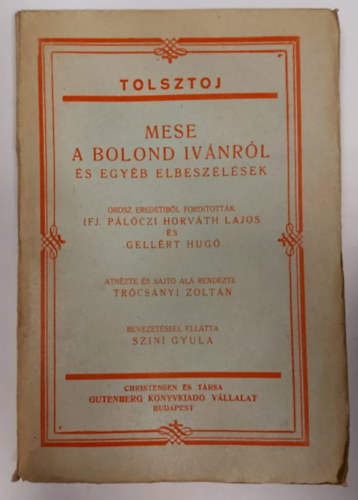 TOLSZTOJ
MESE
A BOLOND IVÁNRÓL
ÉS EGYÉB ELBESZÉLÉSEK
OROSZ EREDETIBŐL FORDÍTOTTÁK
IFJ. PÁLÓCZI HORVÁTH LAJOS
ÉS
GELLÉRT HUGÓ
ÁTNÉZTE ÉS SAJTÓ ALÁ RENDEZTE
TRÓCSÁNYI ZOLTÁN
BEVEZETÉSSEL ELLÁTTA
SZINI GYULA
CHRISTENSEN ÉS TÁRSA
GUTENBERG KÖNYVKIADÓ VÁLLALAT
BUDAPEST